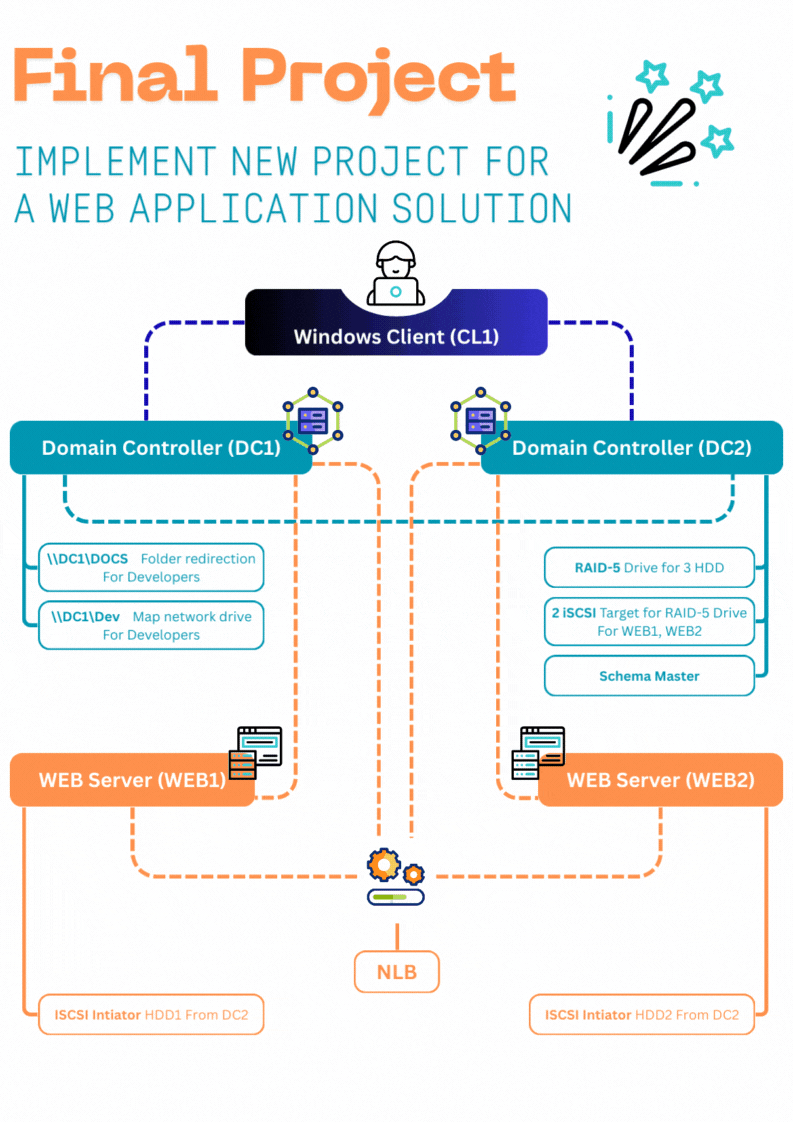 Final Project
IMPLEMENT NEW PROJECT FOR
A WEB APPLICATION SOLUTION
Windows Client (CL1)
Domain Controller (DC1)
Domain Controller (DC2)
\\DC1\DOCS Folder redirection
For Developers
\\DC1\Dev Map network drive
For Developers
RAID-5 Drive for 3 HDD
2 iSCSI Target for RAID-5 Drive
For WEB1, WEB2
Schema Master
WEB Server (WEB1)
WEB Server (WEB2)
NLB
ISCSI Intiator HDD1 From DC2
ISCSI Intiator HDD2 From DC2